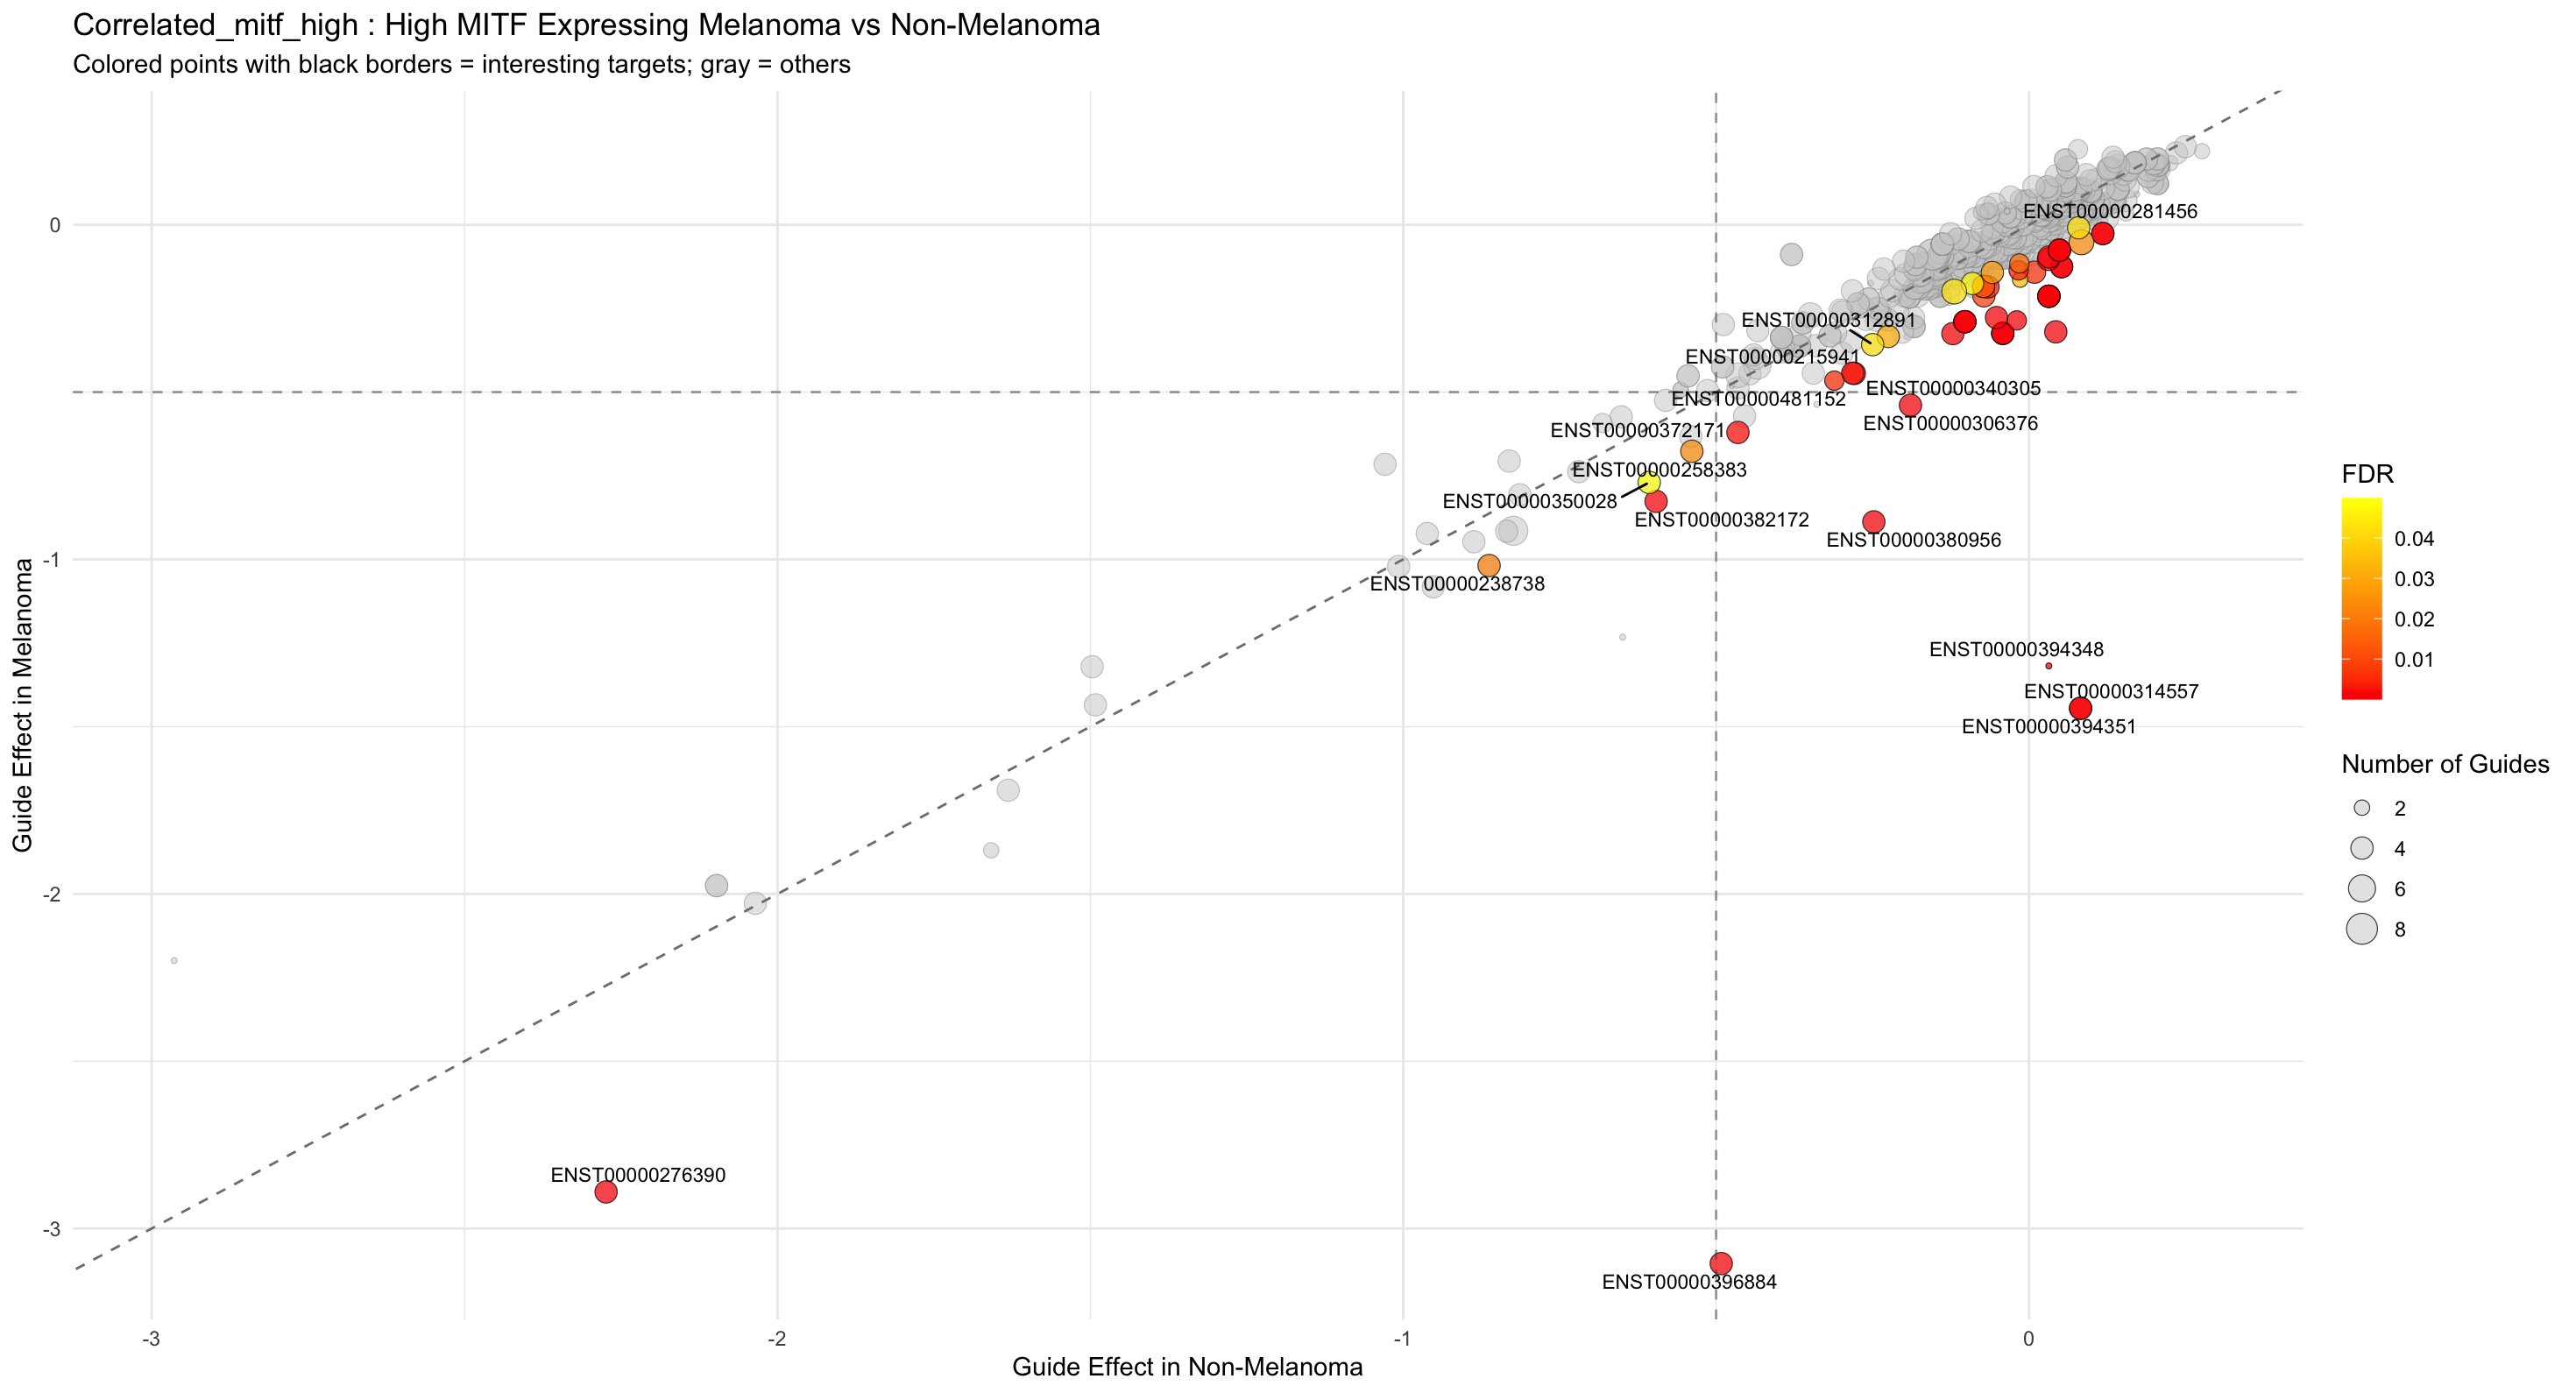 Correlated_mitf_high : High MITF Expressing Melanoma vs Non-Melanoma
Colored points with black borders = interesting targets; gray = others
Guide Effect in Melanoma
0
-1
-2
-3
ENST00000281456
ENST00000312891
ENST00000215941
ENST00000340305
ENST00000481152
ENST00000306376
ENST00000372171
ENST00000258383
ENST00000350028
ENST00000382172
ENST00000380956
ENST00000238738
ENST00000394348
ENST00000314557
ENST00000394351
ENST00000276390
ENST00000396884
-3
-2
-1
0
Guide Effect in Non-Melanoma
FDR
0.04
0.03
0.02
0.01
Number of Guides
2
4
6
8